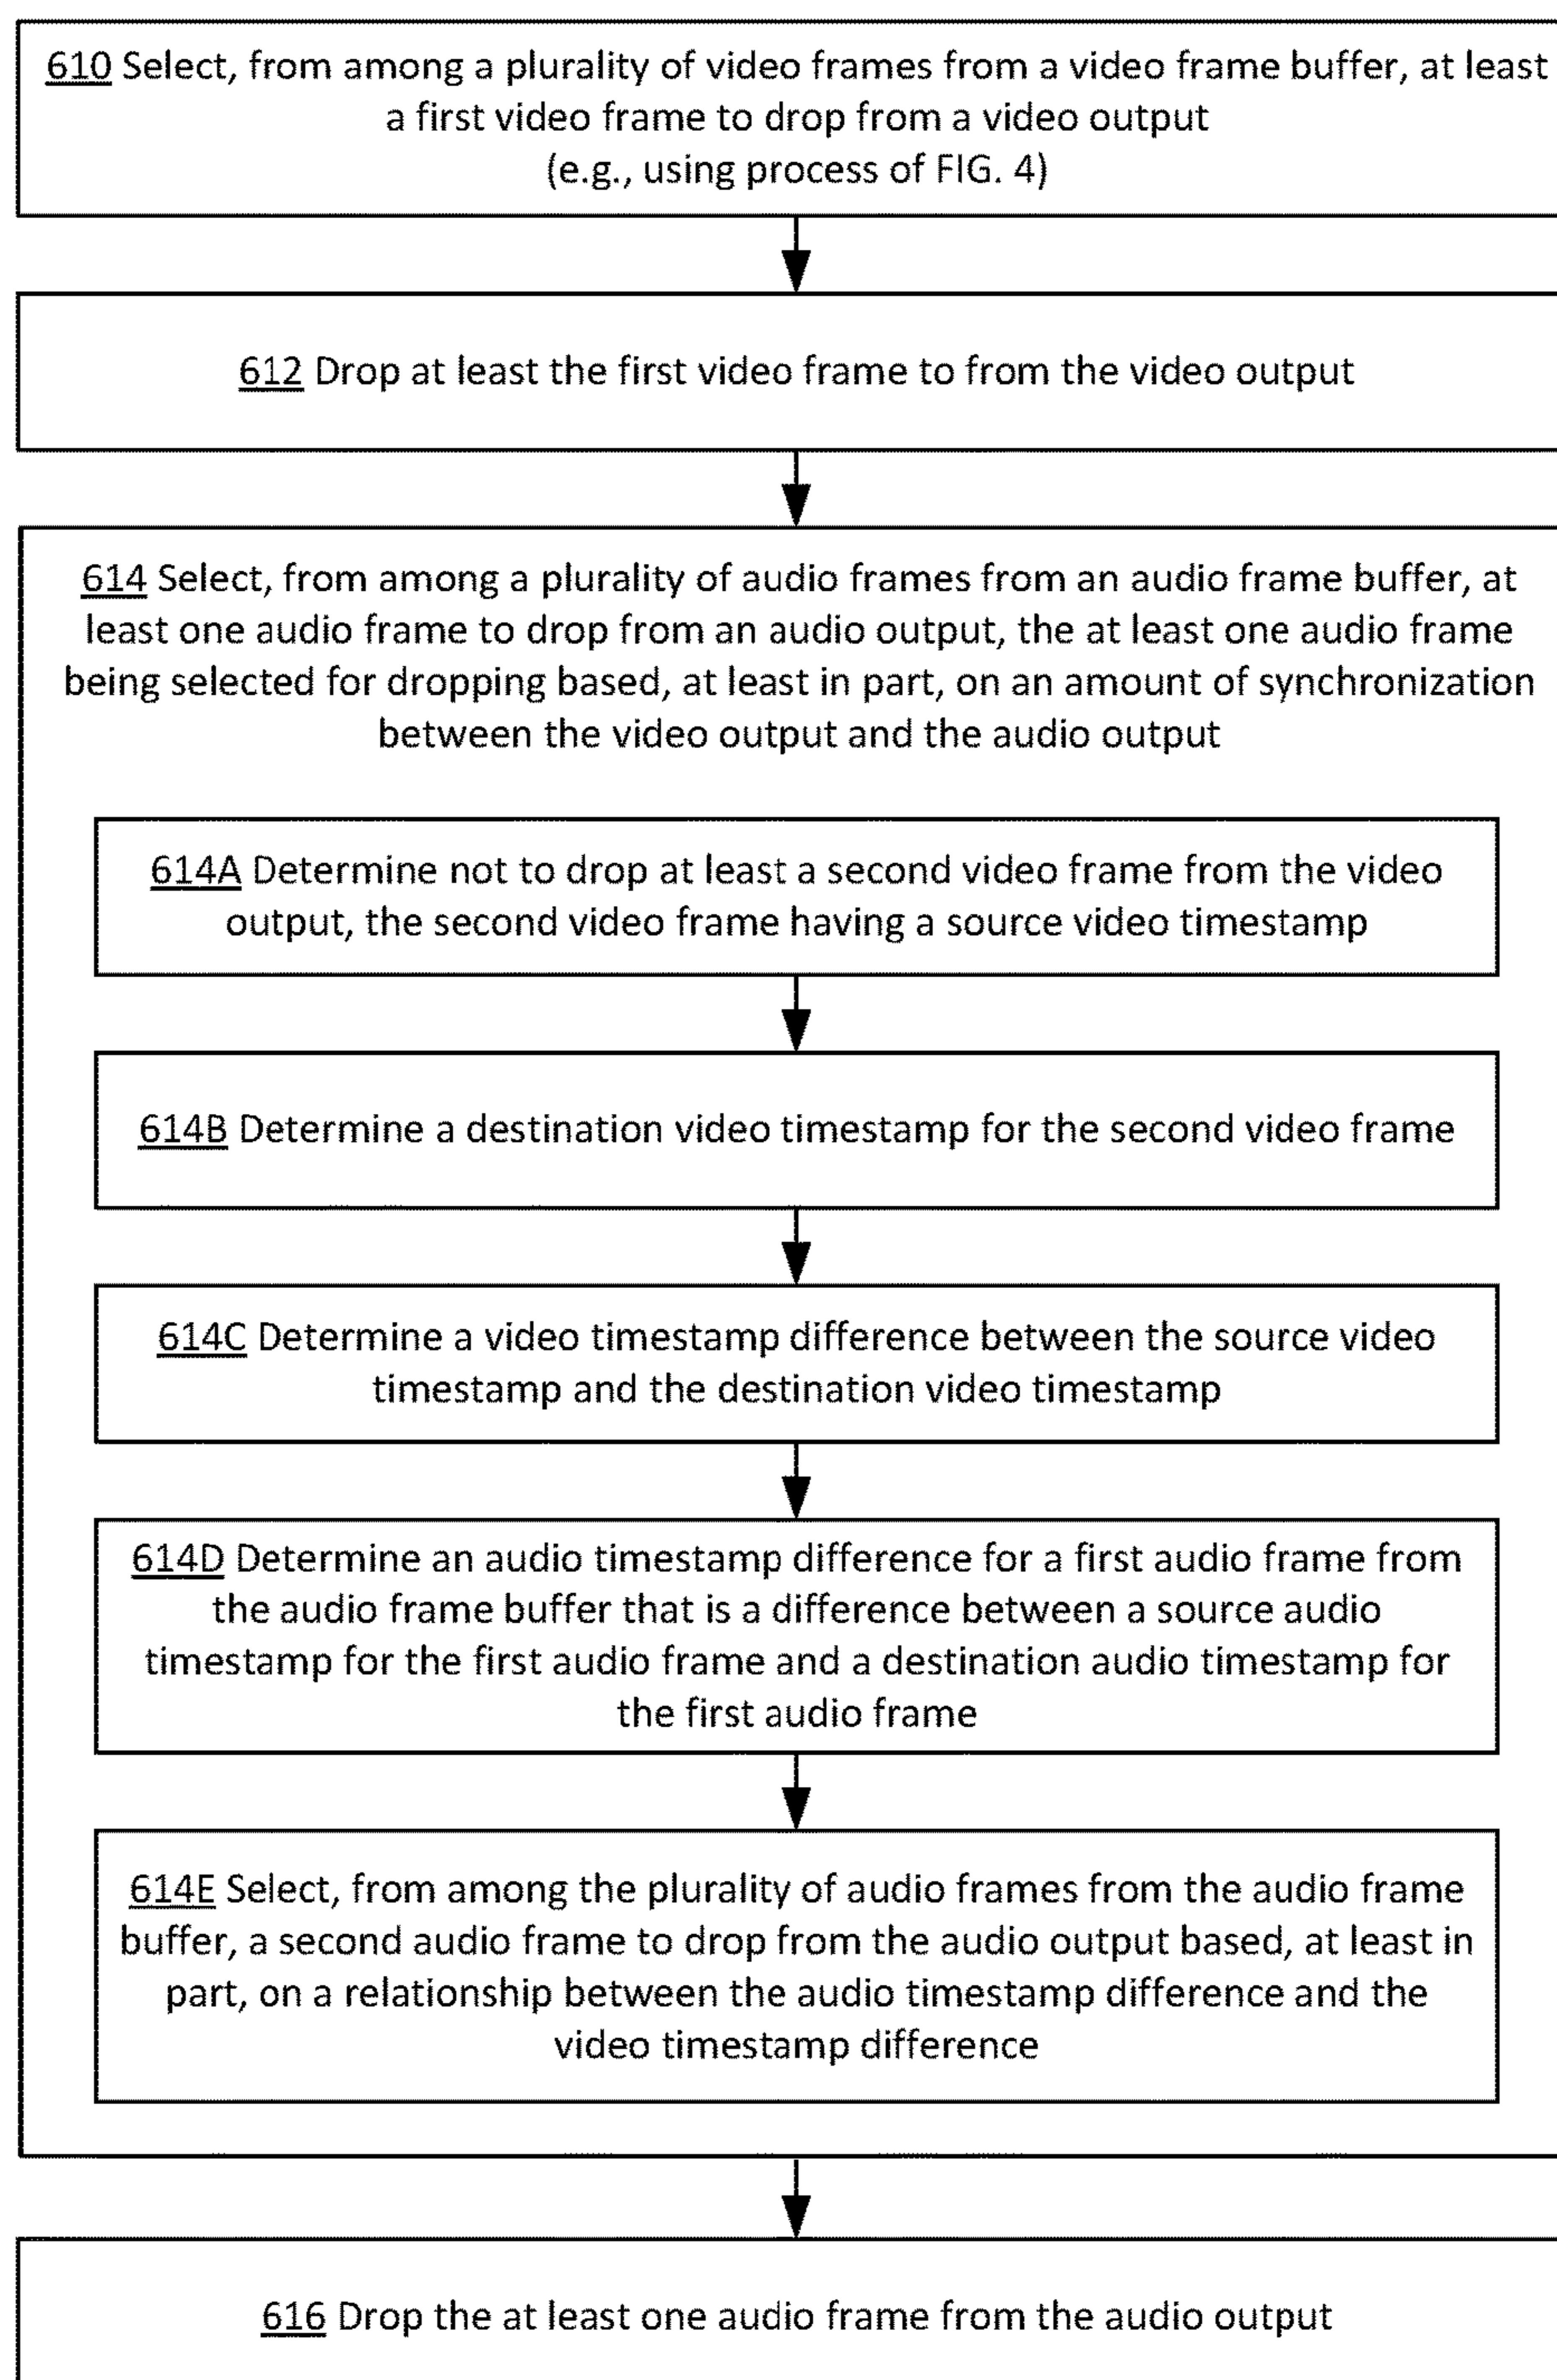 610 Select, from among a plurality of video frames from a video frame buffer, at least
a first video frame to drop from a video output
(e.g., using process of FIG. 4)
612 Drop at least the first video frame to from the video output
614 Select, from among a plurality of audio frames from an audio frame buffer, at
least one audio frame to drop from an audio output, the at least one audio frame
being selected for dropping based, at least in part, on an amount of synchronization
between the video output and the audio output
614A Determine not to drop at least a second video frame from the video
output, the second video frame having a source video timestamp
614B Determine a destination video timestamp for the second video frame
614C Determine a video timestamp difference between the source video
timestamp and the destination video timestamp
614D Determine an audio timestamp difference for a first audio frame from
the audio frame buffer that is a difference between a source audio
timestamp for the first audio frame and a destination audio timestamp for
the first audio frame
614E Select, from among the plurality of audio frames from the audio frame
buffer, a second audio frame to drop from the audio output based, at least in
part, on a relationship between the audio timestamp difference and the
video timestamp difference
616 Drop the at least one audio frame from the audio output